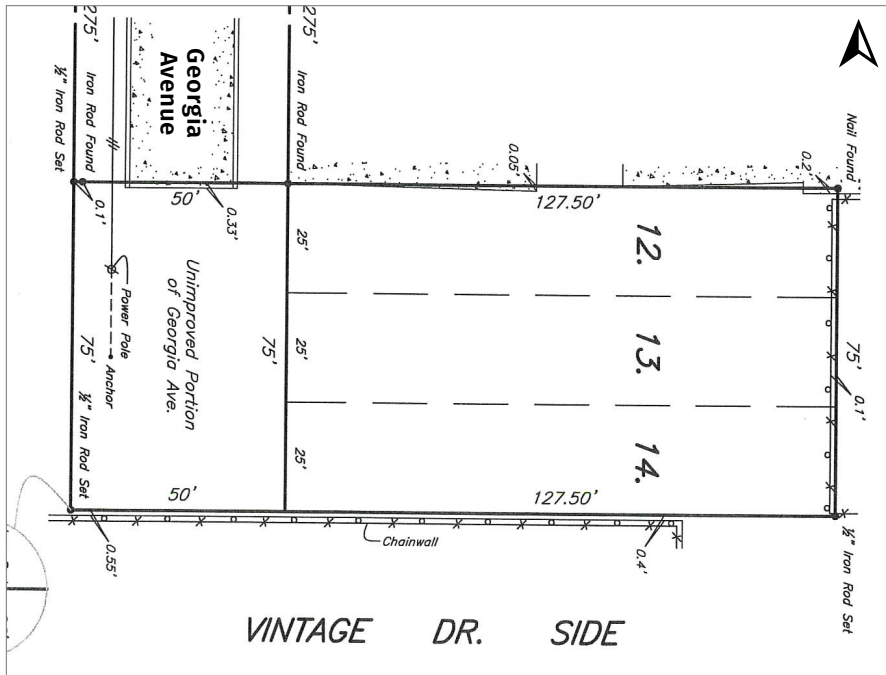 275'
Iron Rod Found
½" Iron Rod Set
Georgia
Avenue
275'
Iron Rod Found
Nail Found
0.05'
0.2'
0.1'
50'
0.33'
127.50'
25'
12.
Unimproved Portion
of Georgia Ave.
Power Pole
Anchor
75'
75'
25'
13.
75'
0.1'
½" Iron Rod Set
25'
14.
50'
127.50'
0.55'
Chainwall
0.4'
½" Iron Rod Set
VINTAGE DR. SIDE